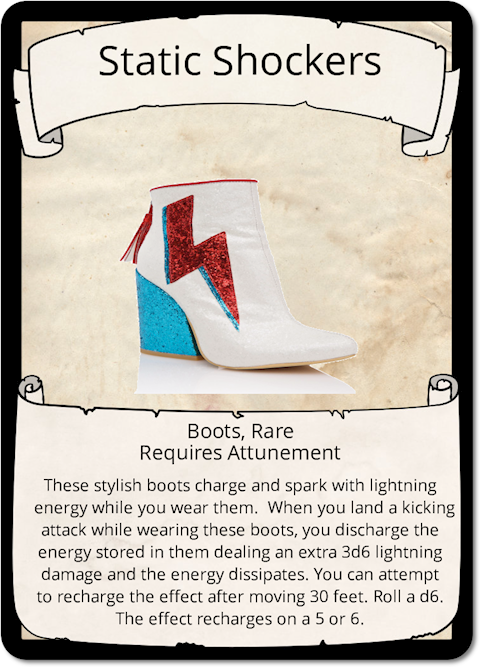 Static Shockers
Boots, Rare
Requires Attunement
These stylish boots charge and spark with lightning
energy while you wear them.  When you land a kicking
attack while wearing these boots, you discharge the
energy stored in them dealing an extra 3d6 lightning
damage and the energy dissipates. You can attempt
to recharge the effect after moving 30 feet. Roll a d6.
The effect recharges on a 5 or 6.